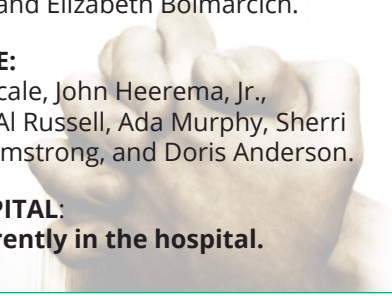 and Elizabeth Bolmarcich.
E:
cale, John Heerema, Jr.,
Al Russell, Ada Murphy, Sherri
mstrong, and Doris Anderson.
PITAL:
rently in the hospital.